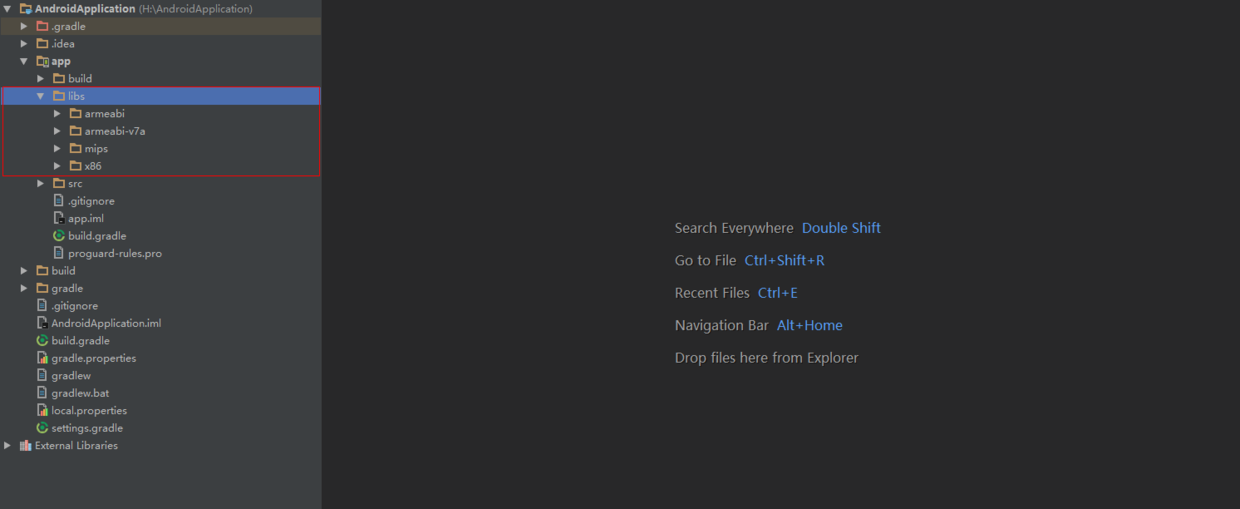 AndroidApplication (H:\AndroidApplication)
.gradle
.idea
app
build
libs
armeabi
armeabi-v7a
mips
x86
src
.gitignore
app.iml
build.gradle
proguard-rules.pro
build
gradle
.gitignore
AndroidApplication.iml
build.gradle
gradle.properties
gradlew
gradlew.bat
local.properties
settings.gradle
External Libraries
Search Everywhere Double Shift
Go to File Ctrl+Shift+R
Recent Files Ctrl+E
Navigation Bar Alt+Home
Drop files here from Explorer